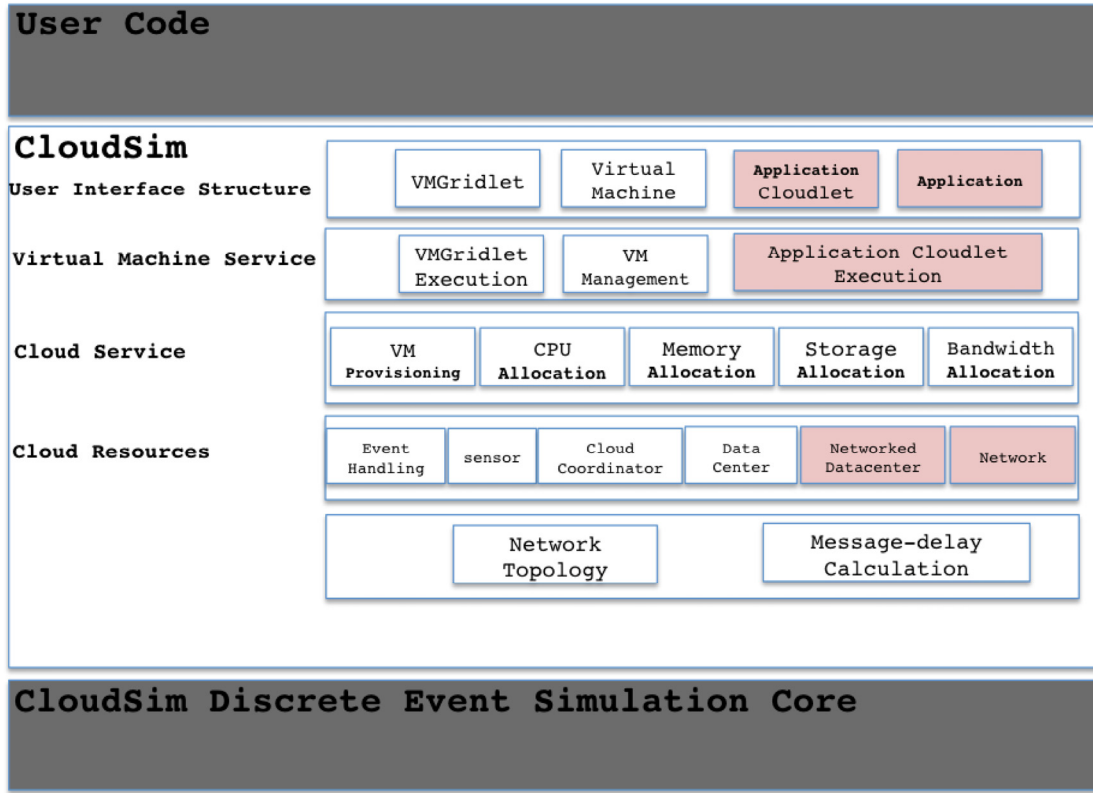 User Code
CloudSim
User Interface Structure
VMGridlet
Virtual
Machine
Application
Cloudlet
Application
Virtual Machine Service
VMGridlet
Execution
VM
Management
Application Cloudlet
Execution
Cloud Service
VM
Provisioning
CPU
Allocation
Memory
Allocation
Storage
Allocation
Bandwidth
Allocation
Cloud Resources
Event
Handling
sensor
Cloud
Coordinator
Data
Center
Networked
Datacenter
Network
Network
Topology
Message-delay
Calculation
CloudSim Discrete Event Simulation Core